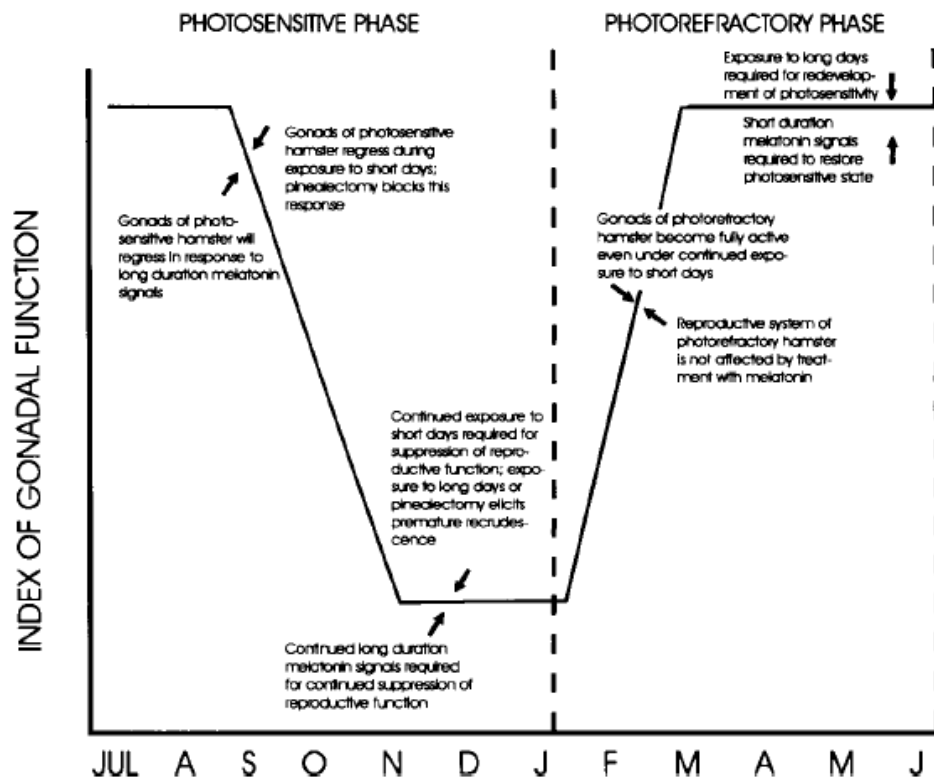 PHOTOSENSITIVE PHASE
PHOTOREFRACTORY PHASE
Exposure to long days
required for redevelop-
ment of photosensitivity
Short duration
melatonin signals
required to restore
photosensitive state
Gonads of photosensitive
hamster regress during
exposure to short days;
pinealectomy blocks this
response
Gonads of photo-
sensitive hamster will
regress in response to
long duration melatonin
signals
Gonads of photorefractory
hamster become fully active
even under continued expo-
sure to short days
Reproductive system of
photorefractory hamster
is not affected by treat-
ment with melatonin
Continued exposure to
short days required for
suppression of repro-
ductive function; expo-
sure to long days or
pinealectomy elicits
premature recrudes-
cence
Continued long duration
melatonin signals required
for continued suppression of
reproductive function
INDEX OF GONADAL FUNCTION
JUL A S O N D J F M A M J